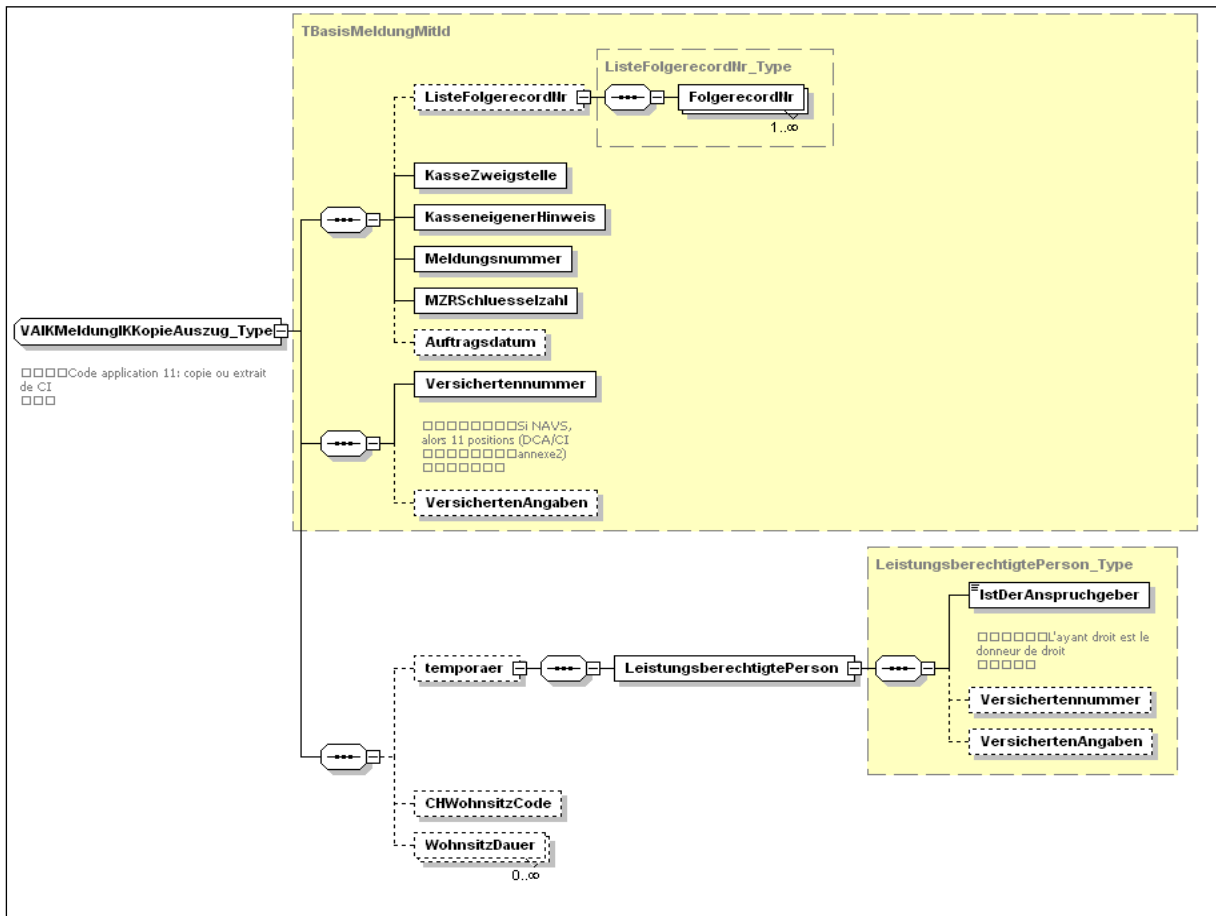 TBasisMeldungMitId
ListeFolgerecordNr_Type
ListeFolgerecordNr
FolgerecordNr
1..∞
KasseZweigstelle
KasseneigenerHinweis
Meldungsnummer
MZRSchluesselzahl
Auftragsdatum
VAIKMeldungIKKopieAuszug_Type
□□□□Code application 11: copie ou extrait
de CI
□□□
Versichertennummer
□□□□□□□□Si NAVS,
alors 11 positions (DCA/CI
□□□□□□□□annexe2)
□□□□□□□
VersichertenAngaben
LeistungsberechtigtePerson_Type
IstDerAnspruchgeber
□□□□□□L'ayant droit est le
donneur de droit
□□□□□
temporaer
LeistungsberechtigtePerson
Versichertennummer
VersichertenAngaben
CHWohnsitzCode
WohnsitzDauer
0..∞